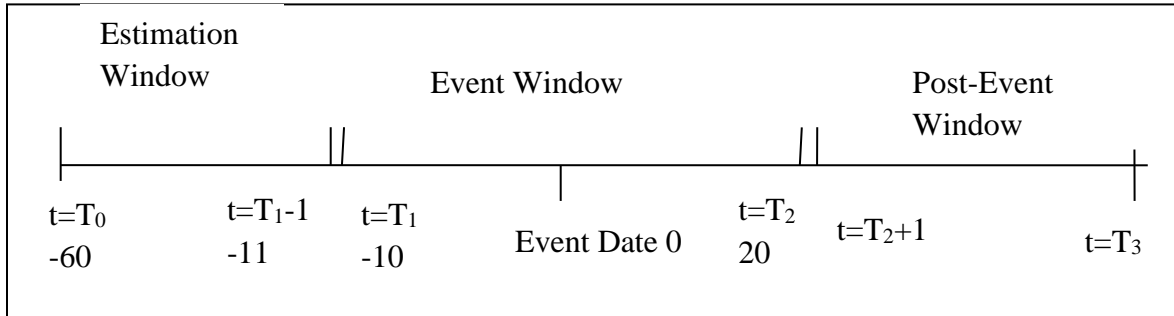 Estimation
Window
Event Window
Post-Event
Window
t=T₀
-60
t=T₁-1
-11
t=T₁
-10
Event Date 0
t=T₂
20
t=T₂+1
t=T₃